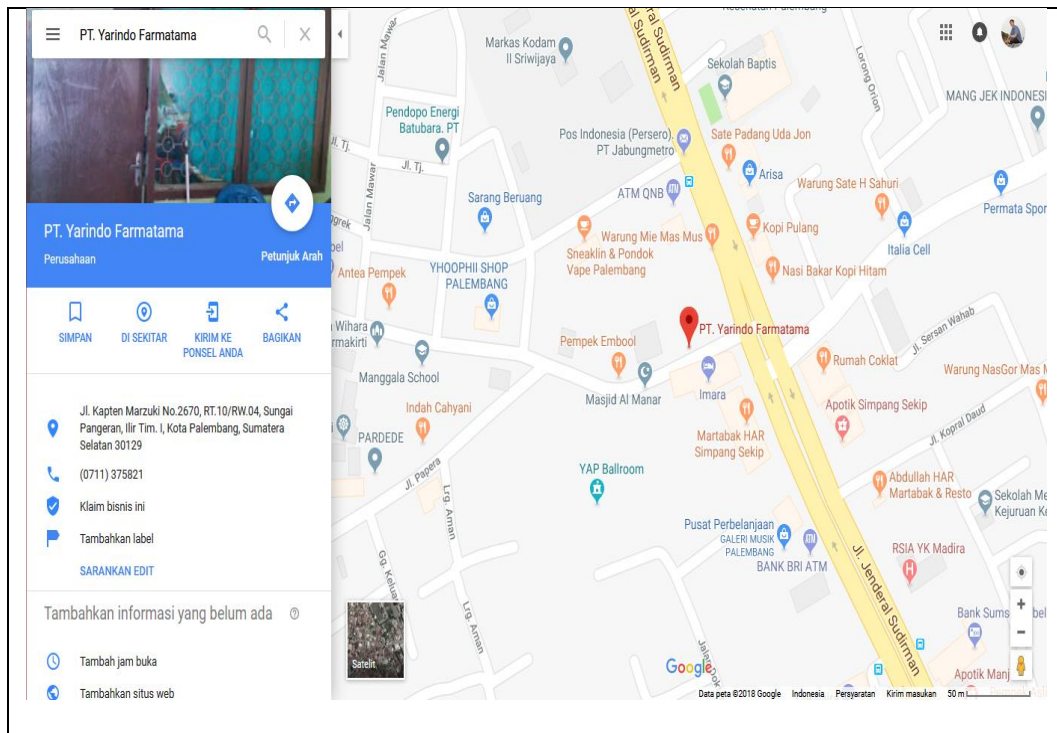 PT. Yarindo Farmatama
PT. Yarindo Farmatama
Perusahaan
Petunjuk Arah
SIMPAN
DI SEKITAR
KIRIM KE
PONSEL ANDA
BAGIKAN
Jl. Kapten Marzuki No.2670, RT.10/RW.04, Sungai
Pangeran, Ilir Tim. I, Kota Palembang, Sumatera
Selatan 30129
(0711) 375821
Klaim bisnis ini
Tambahkan label
SARANKAN EDIT
Tambahkan informasi yang belum ada
Tambah jam buka
Tambahkan situs web
Satelit
Jalan Mawar
Markas Kodam
II Sriwijaya
Jenderal Sudirman
Sekolah Baptis
Lorong Orion
MANG JEK INDONESI
Pendopo Energi
Batubara. PT
Jl. Tj.
Jl. Tj.
Jalan Mawar
Pos Indonesia (Persero).
PT Jabungmetro
Sate Padang Uda Jon
Arisa
ATM QNB
Warung Sate H Sahuri
Permata Spor
Sarang Beruang
Kopi Pulang
Italia Cell
Warung Mie Mas Mus
Sneaklin & Pondok
Vape Palembang
Nasi Bakar Kopi Hitam
Antea Pempek
YHOOPHII SHOP
PALEMBANG
Wihara
PT. Yarindo Farmatama
Pempek Embool
Jl. Sersan Wahab
Rumah Coklat
Warung NasGor Mas M
Manggala School
Masjid Al Manar
Imara
Indah Cahyani
Apotik Simpang Sekip
Martabak HAR
Simpang Sekip
Jl. Kopral Daud
PARDEDE
Jl. Papera
YAP Ballroom
Abdullah HAR
Martabak & Resto
Sekolah Me
Kejuruan Ke
Lrg. Aman
Pusat Perbelanjaan
GALERI MUSIK
PALEMBANG
BANK BRI ATM
RSIA YK Madira
Jl. Jenderal Sudirman
Lrg. Aman
Bank Sums
Apotik Manj
Google
Data peta ©2018 Google
Indonesia
Persyaratan
Kirim masukan
50 m